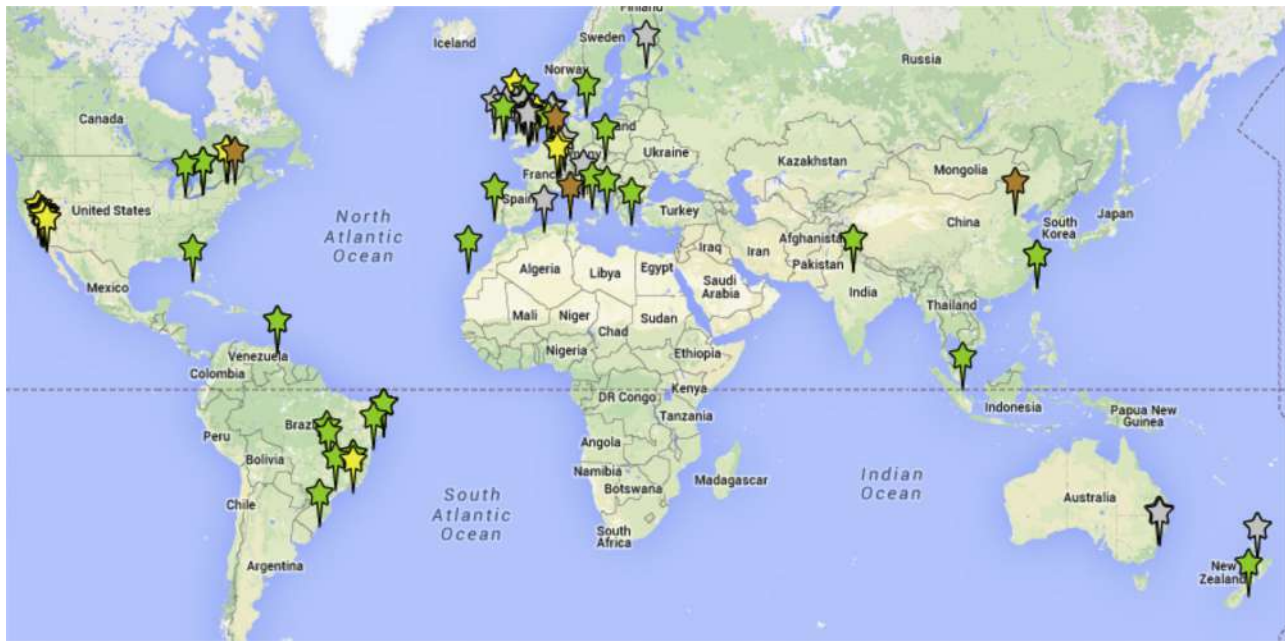 Finland
Iceland
Sweden
Russia
Norway
Canada
Ukraine
Kazakhstan
Mongolia
France
United States
Spain
Turkey
China
South
Korea
Japan
North
Atlantic
Ocean
Iraq
Iran
Afghanistan
Pakistan
Algeria
Libya
Egypt
Saudi
Arabia
India
Mexico
Mali
Niger
Sudan
Chad
Thailand
Venezuela
Nigeria
Ethiopia
Colombia
Kenya
DR Congo
Indonesia
Papua New
Guinea
Tanzania
Brazil
Peru
Angola
Bolivia
Namibia
Madagascar
Botswana
Indian
Ocean
Australia
Chile
South
Atlantic
Ocean
South
Africa
Argentina
New
Zealand